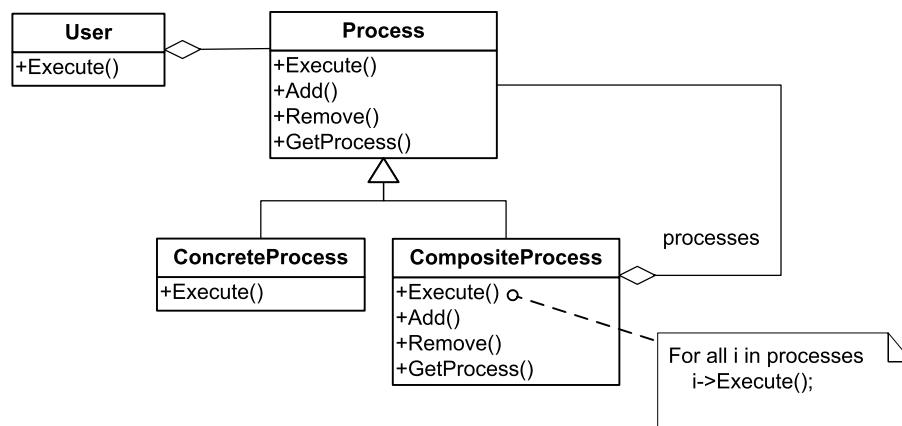 User
+Execute()
Process
+Execute()
+Add()
+Remove()
+GetProcess()
processes
ConcreteProcess
+Execute()
CompositeProcess
+Execute()
+Add()
+Remove()
+GetProcess()
For all i in processes
i->Execute();